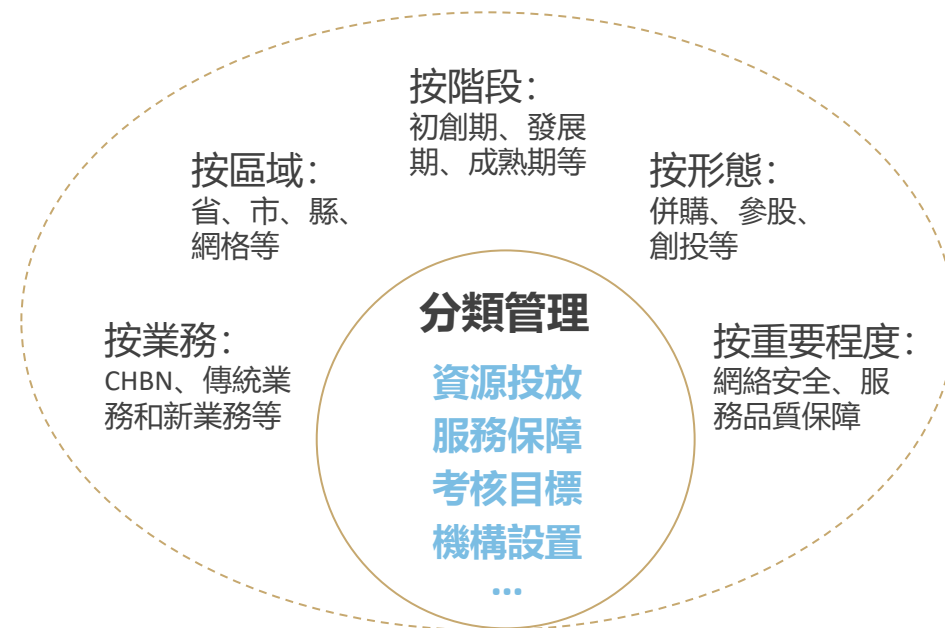 按階段：
初創期、發展
期、成熟期等
按區域：
省、市、縣、
網格等
按形態：
併購、參股、
創投等
按業務：
CHBN、傳統業
務和新業務等
按重要程度：
網絡安全、服
務品質保障
分類管理
資源投放
服務保障
考核目標
機構設置
...